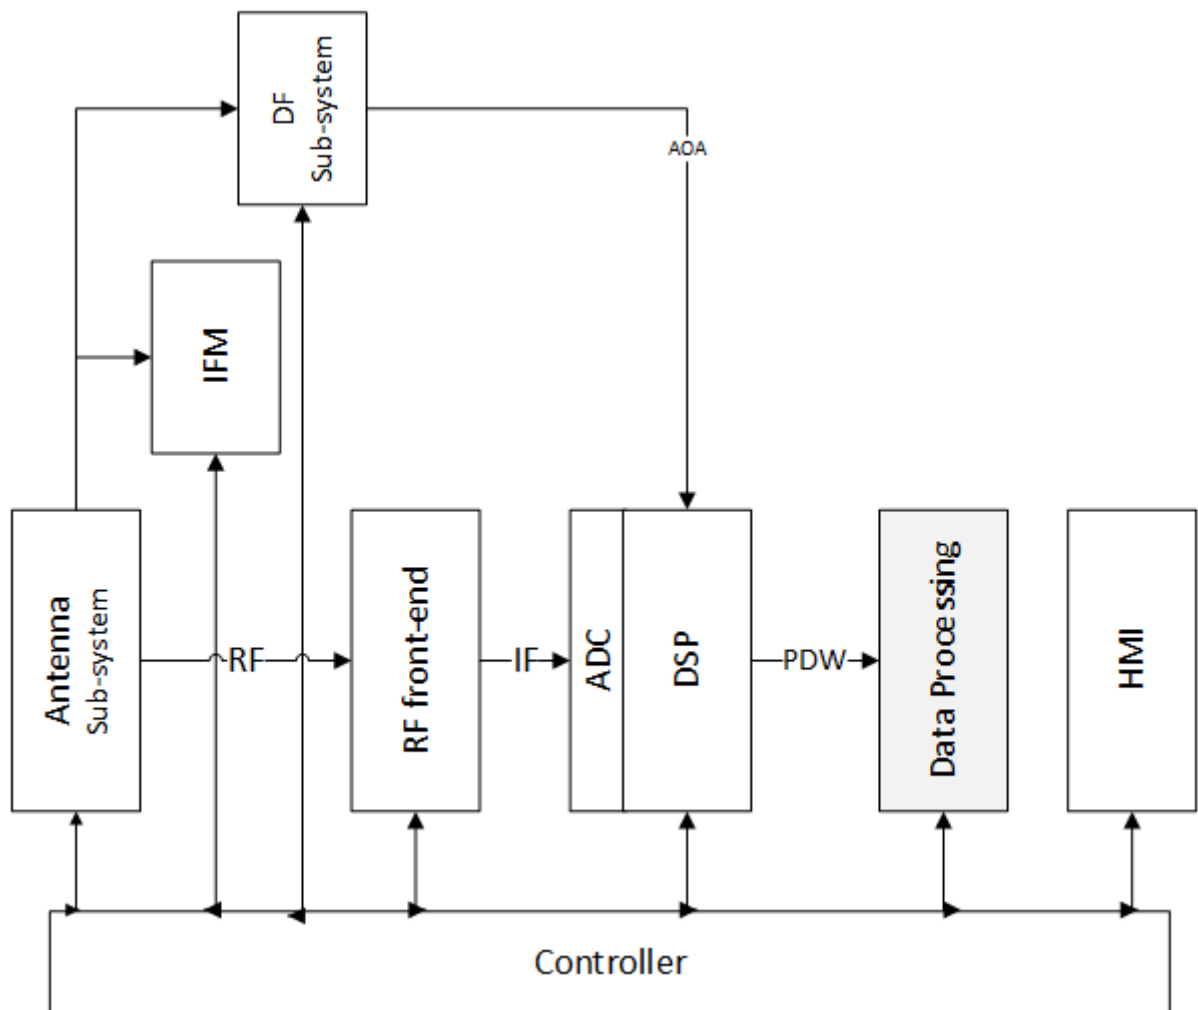 DF
Sub-system
AOA
IFM
Antenna
Sub-system
RF
RF front-end
IF
ADC
DSP
PDW
Data Processing
HMI
Controller